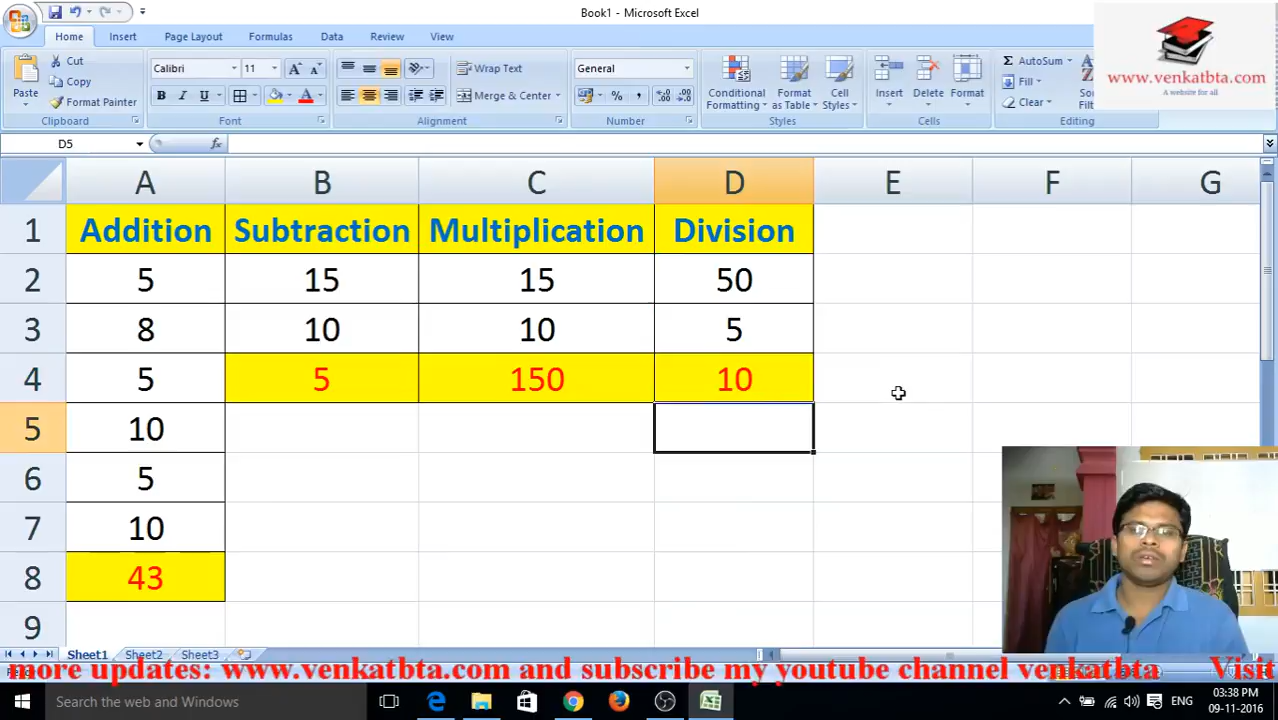 Book1 - Microsoft Excel
Home Insert Page Layout Formulas Data Review View
www.venkatbta.com
A website for all
Paste
Cut
Copy
Format Painter
Calibri 11
B I U
Wrap Text
Merge & Center
General
% ,
Conditional Formatting
Format as Table
Cell Styles
Insert Delete Format
Σ AutoSum
Fill
Clear
Clipboard Font Alignment Number Styles Cells Editing
D5 fx
A B C D E F G
1 Addition Subtraction Multiplication Division
2 5 15 15 50
3 8 10 10 5
4 5 5 150 10
5 10
6 5
7 10
8 43
9
Sheet1 Sheet2 Sheet3
more updates: www.venkatbta.com and subscribe my youtube channel venkatbta Visit
Search the web and Windows
ENG
03:38 PM
09-11-2016